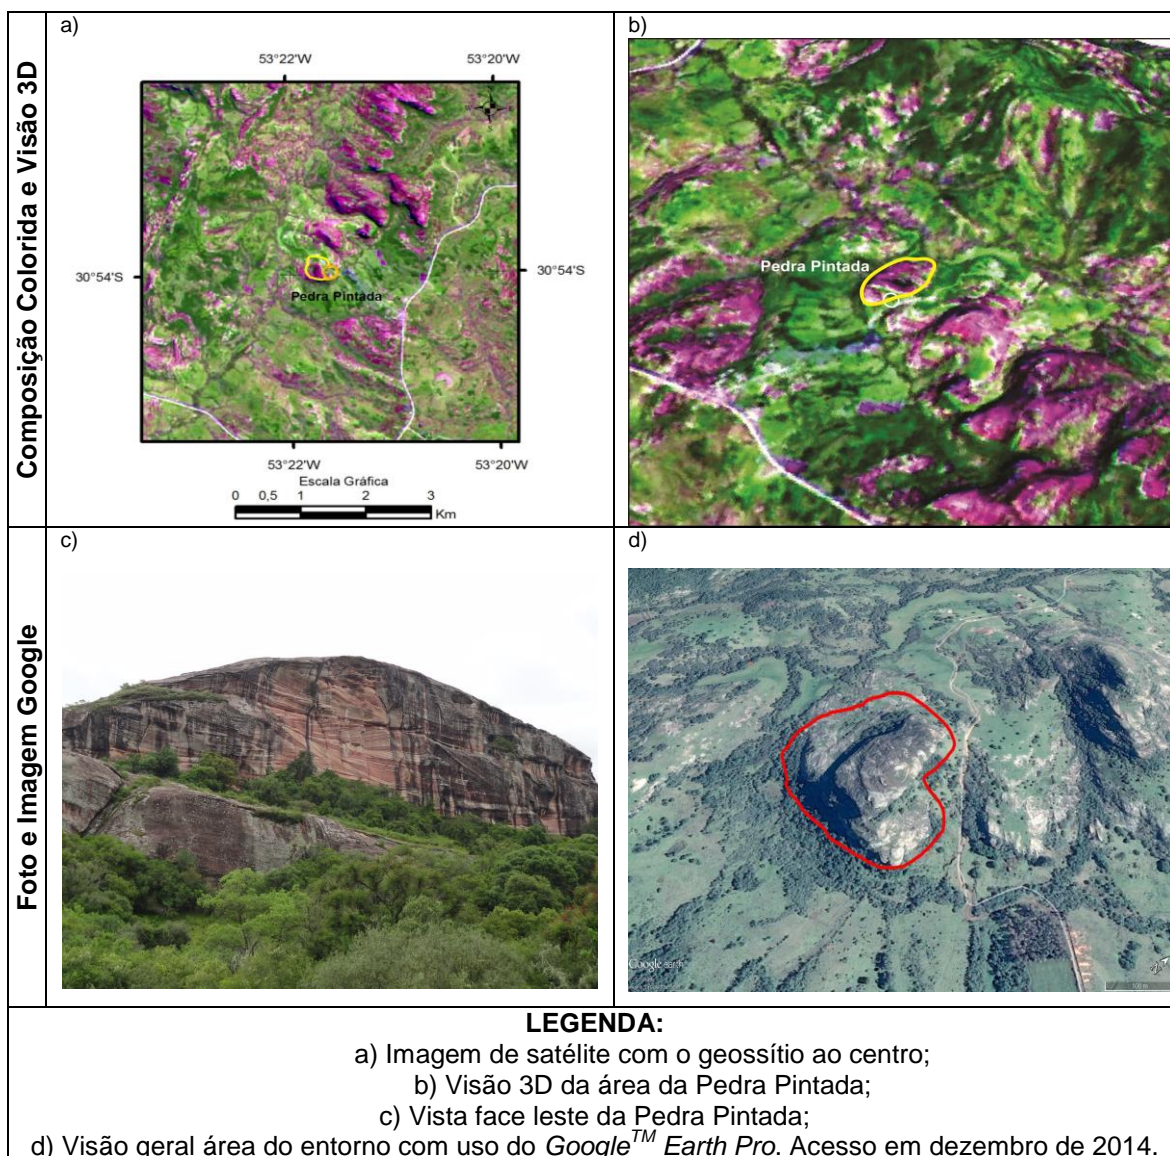 Composição Colorida e Visão 3D
a)
53°22'W 53°20'W
30°54'S 30°54'S
Pedra Pintada
53°22'W 53°20'W
Escala Gráfica
0 0,5 1 2 3
Km
b)
Pedra Pintada
Foto e Imagem Google
c)
d)
Google earth
LEGENDA:
a) Imagem de satélite com o geossítio ao centro;
b) Visão 3D da área da Pedra Pintada;
c) Vista face leste da Pedra Pintada;
d) Visão geral área do entorno com uso do Google™ Earth Pro. Acesso em dezembro de 2014.